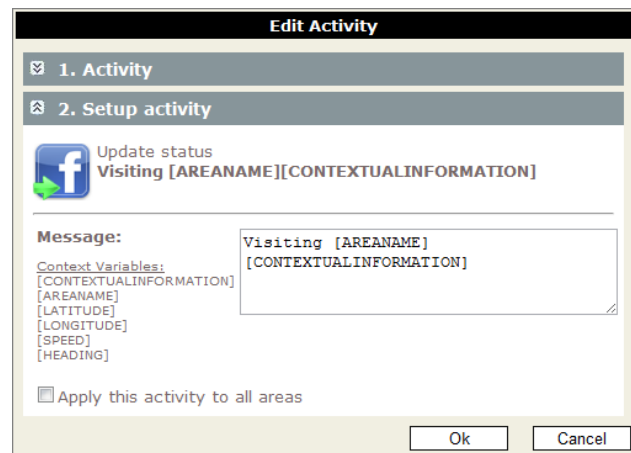 Edit Activity
1. Activity
2. Setup activity
Update status
Visiting [AREANAME][CONTEXTUALINFORMATION]
Message:
Visiting [AREANAME]
[CONTEXTUALINFORMATION]
Context Variables:
[CONTEXTUALINFORMATION]
[AREANAME]
[LATITUDE]
[LONGITUDE]
[SPEED]
[HEADING]
Apply this activity to all areas
Ok Cancel